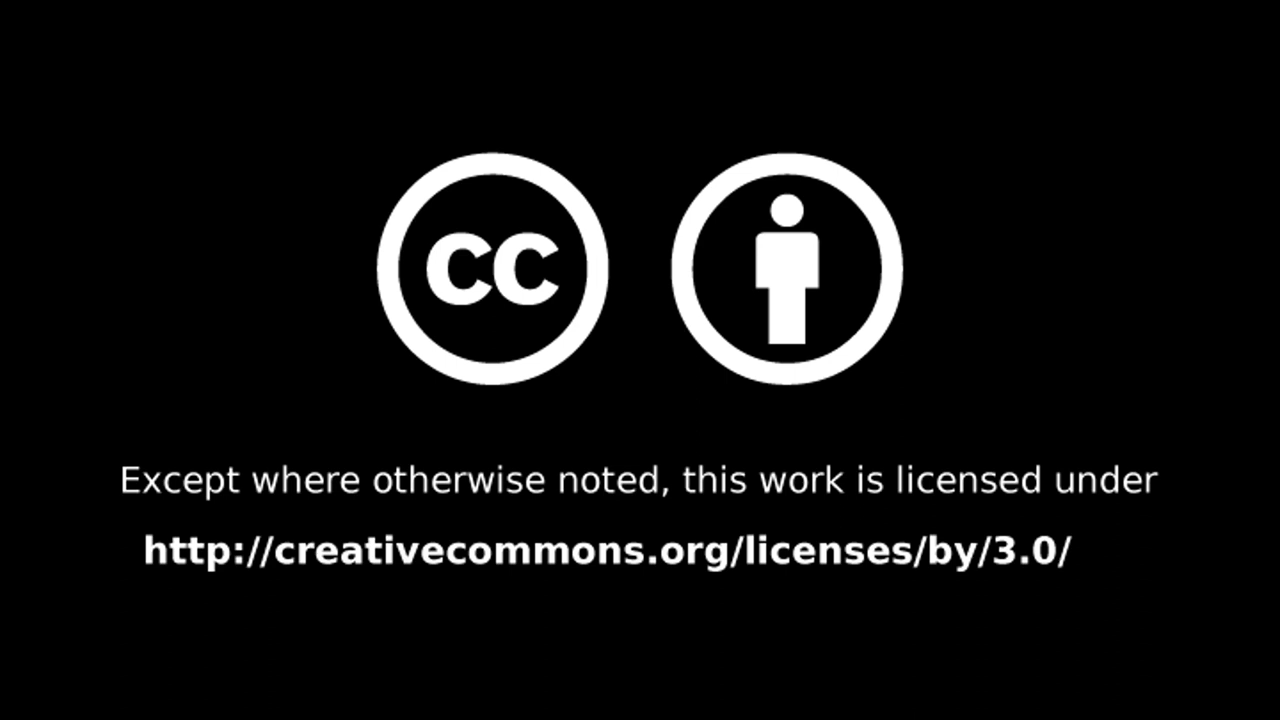 cc
Except where otherwise noted, this work is licensed under
http://creativecommons.org/licenses/by/3.0/